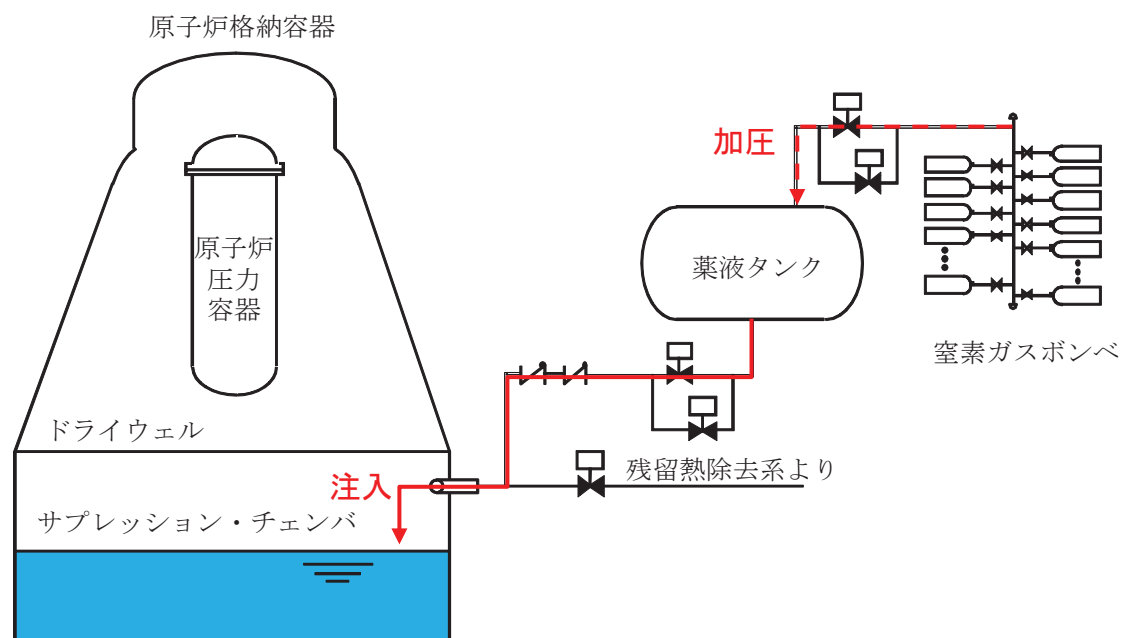 原子炉格納容器
加圧
原子炉
圧力
容器
薬液タンク
窒素ガスボンベ
ドライウェル
残留熱除去系より
注入
サプレッション・チェンバ